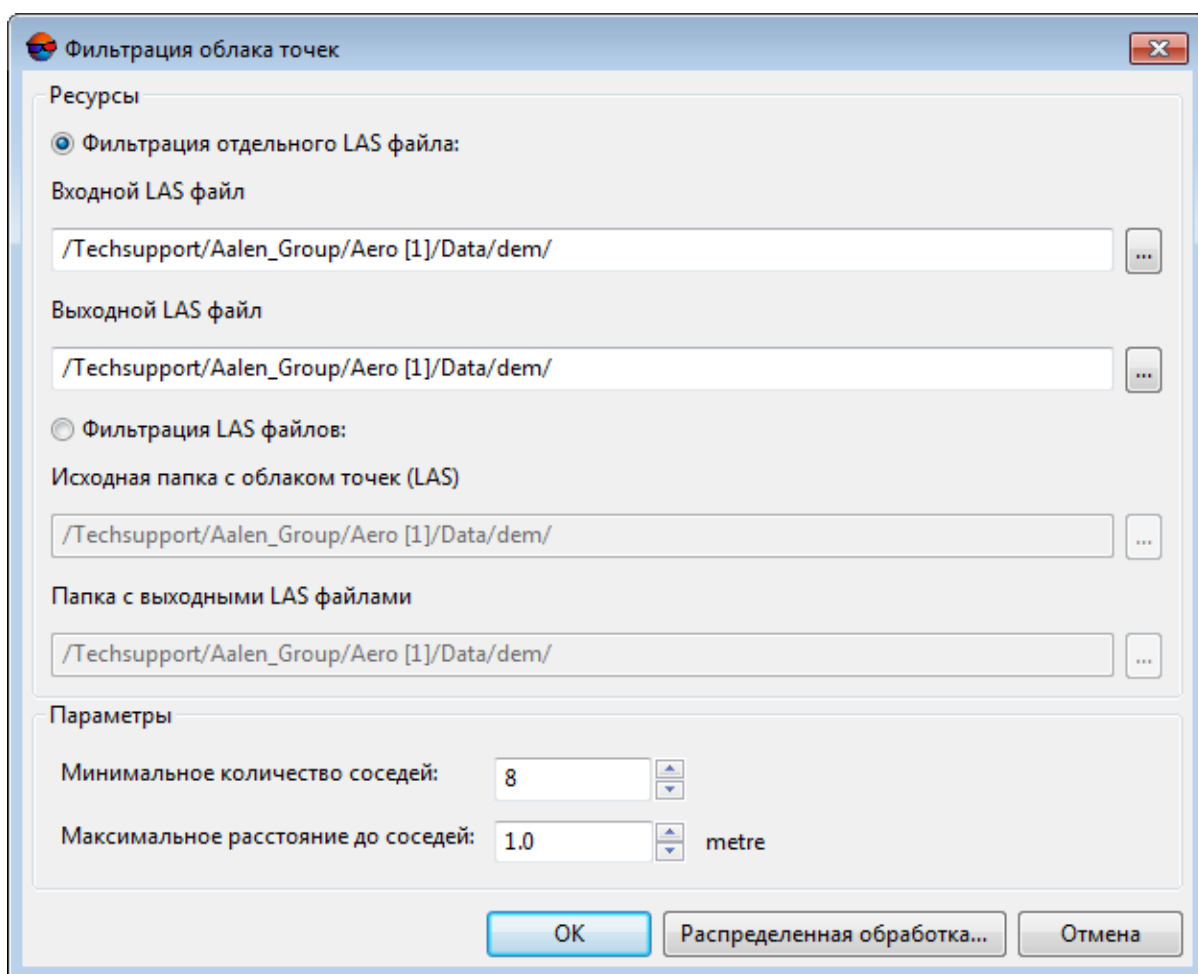 Фильтрация облака точек
Ресурсы
Фильтрация отдельного LAS файла:
Входной LAS файл
/Techsupport/Aalen_Group/Aero [1]/Data/dem/
...
Выходной LAS файл
/Techsupport/Aalen_Group/Aero [1]/Data/dem/
...
Фильтрация LAS файлов:
Исходная папка с облаком точек (LAS)
/Techsupport/Aalen_Group/Aero [1]/Data/dem/
...
Папка с выходными LAS файлами
/Techsupport/Aalen_Group/Aero [1]/Data/dem/
...
Параметры
Минимальное количество соседей: 8
Максимальное расстояние до соседей: 1.0 metre
OK Распределенная обработка... Отмена